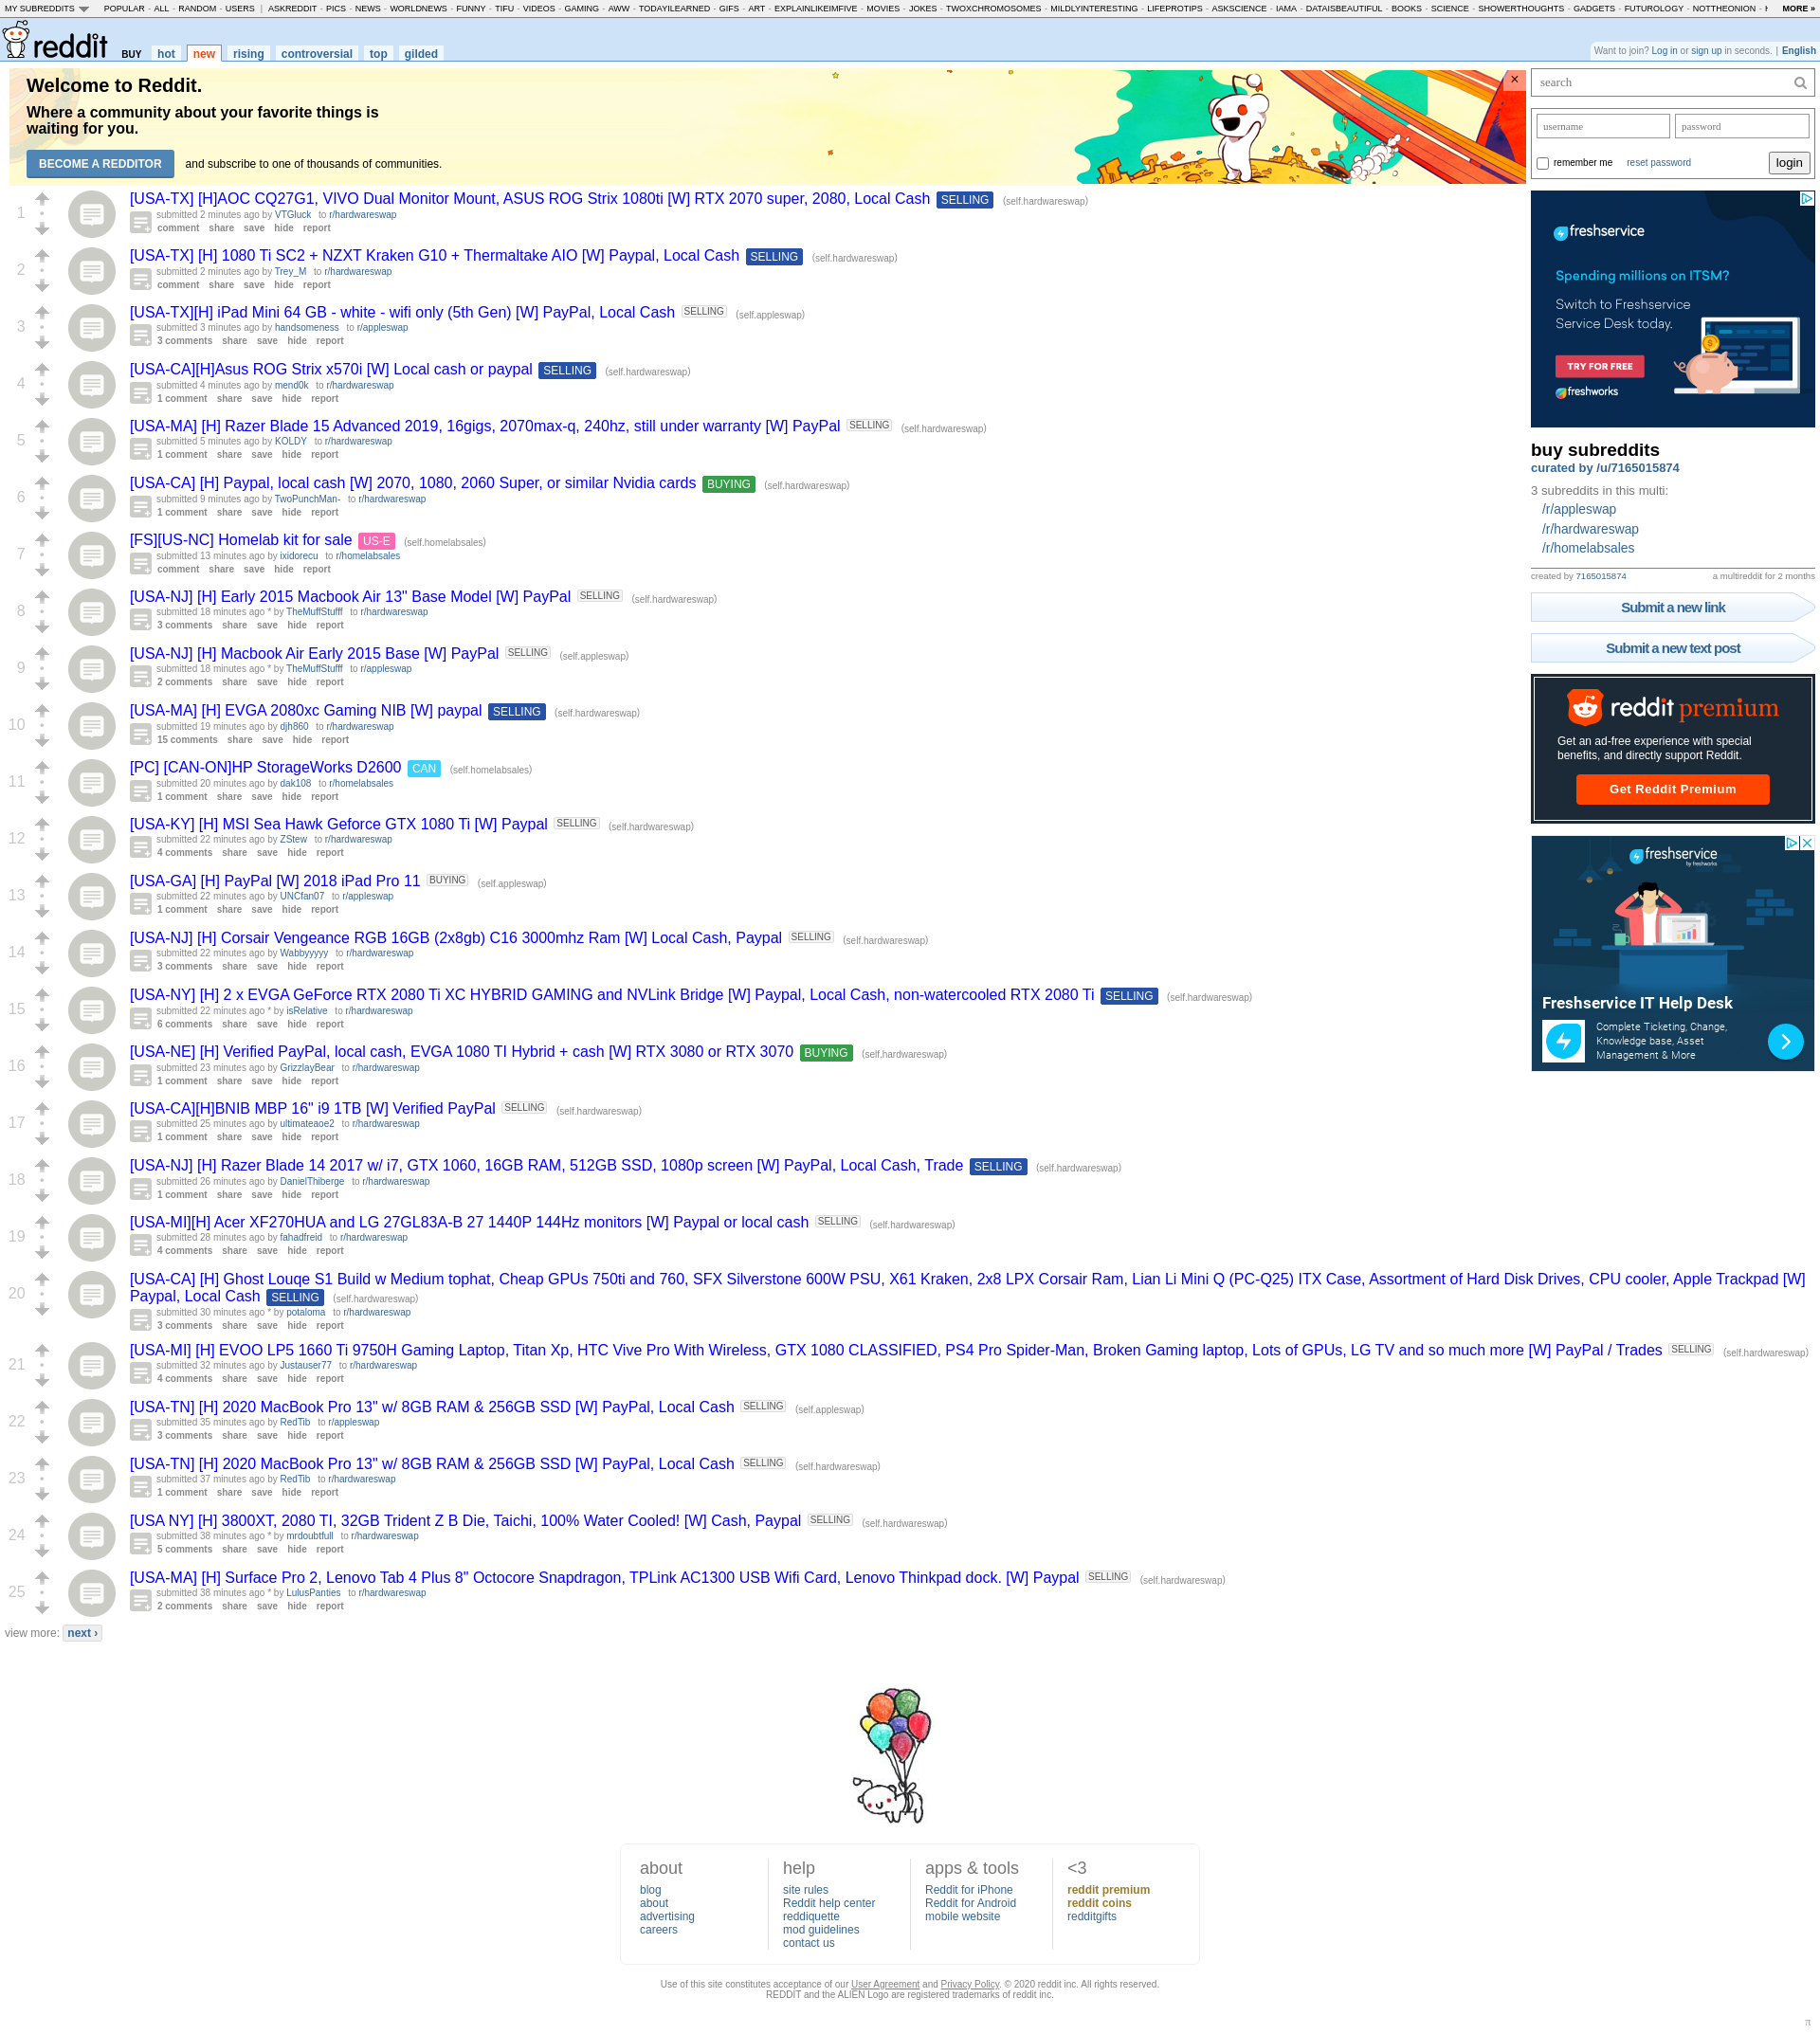 MY SUBREDDITS POPULAR - ALL - RANDOM - USERS | ASKREDDIT - PICS - NEWS - WORLDNEWS - FUNNY - TIFU - VIDEOS - GAMING - AWW - TODAYILEARNED - GIFS - ART - EXPLAINLIKEIMFIVE - MOVIES - JOKES - TWOXCHROMOSOMES - MILDLYINTERESTING - LIFEPROTIPS - ASKSCIENCE - IAMA - DATAISBEAUTIFUL - BOOKS - SCIENCE - SHOWERTHOUGHTS - GADGETS - FUTUROLOGY - NOTTHEONION - MORE »
reddit BUY hot new rising controversial top gilded
Want to join? Log in or sign up in seconds. | English
Welcome to Reddit.
Where a community about your favorite things is
waiting for you.
BECOME A REDDITOR and subscribe to one of thousands of communities.
×
1
[USA-TX] [H]AOC CQ27G1, VIVO Dual Monitor Mount, ASUS ROG Strix 1080ti [W] RTX 2070 super, 2080, Local Cash SELLING (self.hardwareswap)
submitted 2 minutes ago by VTGluck to r/hardwareswap
comment share save hide report
2
[USA-TX] [H] 1080 Ti SC2 + NZXT Kraken G10 + Thermaltake AIO [W] Paypal, Local Cash SELLING (self.hardwareswap)
submitted 2 minutes ago by Trey_M to r/hardwareswap
comment share save hide report
3
[USA-TX][H] iPad Mini 64 GB - white - wifi only (5th Gen) [W] PayPal, Local Cash SELLING (self.appleswap)
submitted 3 minutes ago by handsomeness to r/appleswap
3 comments share save hide report
4
[USA-CA][H]Asus ROG Strix x570i [W] Local cash or paypal SELLING (self.hardwareswap)
submitted 4 minutes ago by mend0k to r/hardwareswap
1 comment share save hide report
5
[USA-MA] [H] Razer Blade 15 Advanced 2019, 16gigs, 2070max-q, 240hz, still under warranty [W] PayPal SELLING (self.hardwareswap)
submitted 5 minutes ago by KOLDY to r/hardwareswap
1 comment share save hide report
6
[USA-CA] [H] Paypal, local cash [W] 2070, 1080, 2060 Super, or similar Nvidia cards BUYING (self.hardwareswap)
submitted 9 minutes ago by TwoPunchMan- to r/hardwareswap
1 comment share save hide report
7
[FS][US-NC] Homelab kit for sale US-E (self.homelabsales)
submitted 13 minutes ago by ixidorecu to r/homelabsales
comment share save hide report
8
[USA-NJ] [H] Early 2015 Macbook Air 13" Base Model [W] PayPal SELLING (self.hardwareswap)
submitted 18 minutes ago * by TheMuffStufff to r/hardwareswap
3 comments share save hide report
9
[USA-NJ] [H] Macbook Air Early 2015 Base [W] PayPal SELLING (self.appleswap)
submitted 18 minutes ago * by TheMuffStufff to r/appleswap
2 comments share save hide report
10
[USA-MA] [H] EVGA 2080xc Gaming NIB [W] paypal SELLING (self.hardwareswap)
submitted 19 minutes ago by djh860 to r/hardwareswap
15 comments share save hide report
11
[PC] [CAN-ON]HP StorageWorks D2600 CAN (self.homelabsales)
submitted 20 minutes ago by dak108 to r/homelabsales
1 comment share save hide report
12
[USA-KY] [H] MSI Sea Hawk Geforce GTX 1080 Ti [W] Paypal SELLING (self.hardwareswap)
submitted 22 minutes ago by ZStew to r/hardwareswap
4 comments share save hide report
13
[USA-GA] [H] PayPal [W] 2018 iPad Pro 11 BUYING (self.appleswap)
submitted 22 minutes ago by UNCfan07 to r/appleswap
1 comment share save hide report
14
[USA-NJ] [H] Corsair Vengeance RGB 16GB (2x8gb) C16 3000mhz Ram [W] Local Cash, Paypal SELLING (self.hardwareswap)
submitted 22 minutes ago by Wabbyyyyy to r/hardwareswap
3 comments share save hide report
15
[USA-NY] [H] 2 x EVGA GeForce RTX 2080 Ti XC HYBRID GAMING and NVLink Bridge [W] Paypal, Local Cash, non-watercooled RTX 2080 Ti SELLING (self.hardwareswap)
submitted 22 minutes ago * by isRelative to r/hardwareswap
6 comments share save hide report
16
[USA-NE] [H] Verified PayPal, local cash, EVGA 1080 TI Hybrid + cash [W] RTX 3080 or RTX 3070 BUYING (self.hardwareswap)
submitted 23 minutes ago by GrizzlayBear to r/hardwareswap
1 comment share save hide report
17
[USA-CA][H]BNIB MBP 16" i9 1TB [W] Verified PayPal SELLING (self.hardwareswap)
submitted 25 minutes ago by ultimateaoe2 to r/hardwareswap
1 comment share save hide report
18
[USA-NJ] [H] Razer Blade 14 2017 w/ i7, GTX 1060, 16GB RAM, 512GB SSD, 1080p screen [W] PayPal, Local Cash, Trade SELLING (self.hardwareswap)
submitted 26 minutes ago by DanielThiberge to r/hardwareswap
1 comment share save hide report
19
[USA-MI][H] Acer XF270HUA and LG 27GL83A-B 27 1440P 144Hz monitors [W] Paypal or local cash SELLING (self.hardwareswap)
submitted 28 minutes ago by fahadfreid to r/hardwareswap
4 comments share save hide report
20
[USA-CA] [H] Ghost Louqe S1 Build w Medium tophat, Cheap GPUs 750ti and 760, SFX Silverstone 600W PSU, X61 Kraken, 2x8 LPX Corsair Ram, Lian Li Mini Q (PC-Q25) ITX Case, Assortment of Hard Disk Drives, CPU cooler, Apple Trackpad [W]
Paypal, Local Cash SELLING (self.hardwareswap)
submitted 30 minutes ago * by potaloma to r/hardwareswap
3 comments share save hide report
21
[USA-MI] [H] EVOO LP5 1660 Ti 9750H Gaming Laptop, Titan Xp, HTC Vive Pro With Wireless, GTX 1080 CLASSIFIED, PS4 Pro Spider-Man, Broken Gaming laptop, Lots of GPUs, LG TV and so much more [W] PayPal / Trades SELLING (self.hardwareswap)
submitted 32 minutes ago by Justauser77 to r/hardwareswap
4 comments share save hide report
22
[USA-TN] [H] 2020 MacBook Pro 13" w/ 8GB RAM & 256GB SSD [W] PayPal, Local Cash SELLING (self.appleswap)
submitted 35 minutes ago by RedTib to r/appleswap
3 comments share save hide report
23
[USA-TN] [H] 2020 MacBook Pro 13" w/ 8GB RAM & 256GB SSD [W] PayPal, Local Cash SELLING (self.hardwareswap)
submitted 37 minutes ago by RedTib to r/hardwareswap
1 comment share save hide report
24
[USA NY] [H] 3800XT, 2080 TI, 32GB Trident Z B Die, Taichi, 100% Water Cooled! [W] Cash, Paypal SELLING (self.hardwareswap)
submitted 38 minutes ago * by mrdoubtfull to r/hardwareswap
5 comments share save hide report
25
[USA-MA] [H] Surface Pro 2, Lenovo Tab 4 Plus 8" Octocore Snapdragon, TPLink AC1300 USB Wifi Card, Lenovo Thinkpad dock. [W] Paypal SELLING (self.hardwareswap)
submitted 38 minutes ago * by LulusPanties to r/hardwareswap
2 comments share save hide report
view more: next ›
search
username password
remember me reset password login
freshservice
Spending millions on ITSM?
Switch to Freshservice
Service Desk today.
TRY FOR FREE
freshworks
buy subreddits
curated by /u/7165015874
3 subreddits in this multi:
/r/appleswap
/r/hardwareswap
/r/homelabsales
created by 7165015874 a multireddit for 2 months
Submit a new link
Submit a new text post
reddit premium
Get an ad-free experience with special
benefits, and directly support Reddit.
Get Reddit Premium
freshservice
by freshworks
Freshservice IT Help Desk
Complete Ticketing, Change,
Knowledge base, Asset
Management & More
about
blog
about
advertising
careers
help
site rules
Reddit help center
reddiquette
mod guidelines
contact us
apps & tools
Reddit for iPhone
Reddit for Android
mobile website
<3
reddit premium
reddit coins
redditgifts
Use of this site constitutes acceptance of our User Agreement and Privacy Policy. © 2020 reddit inc. All rights reserved.
REDDIT and the ALIEN Logo are registered trademarks of reddit inc.
π